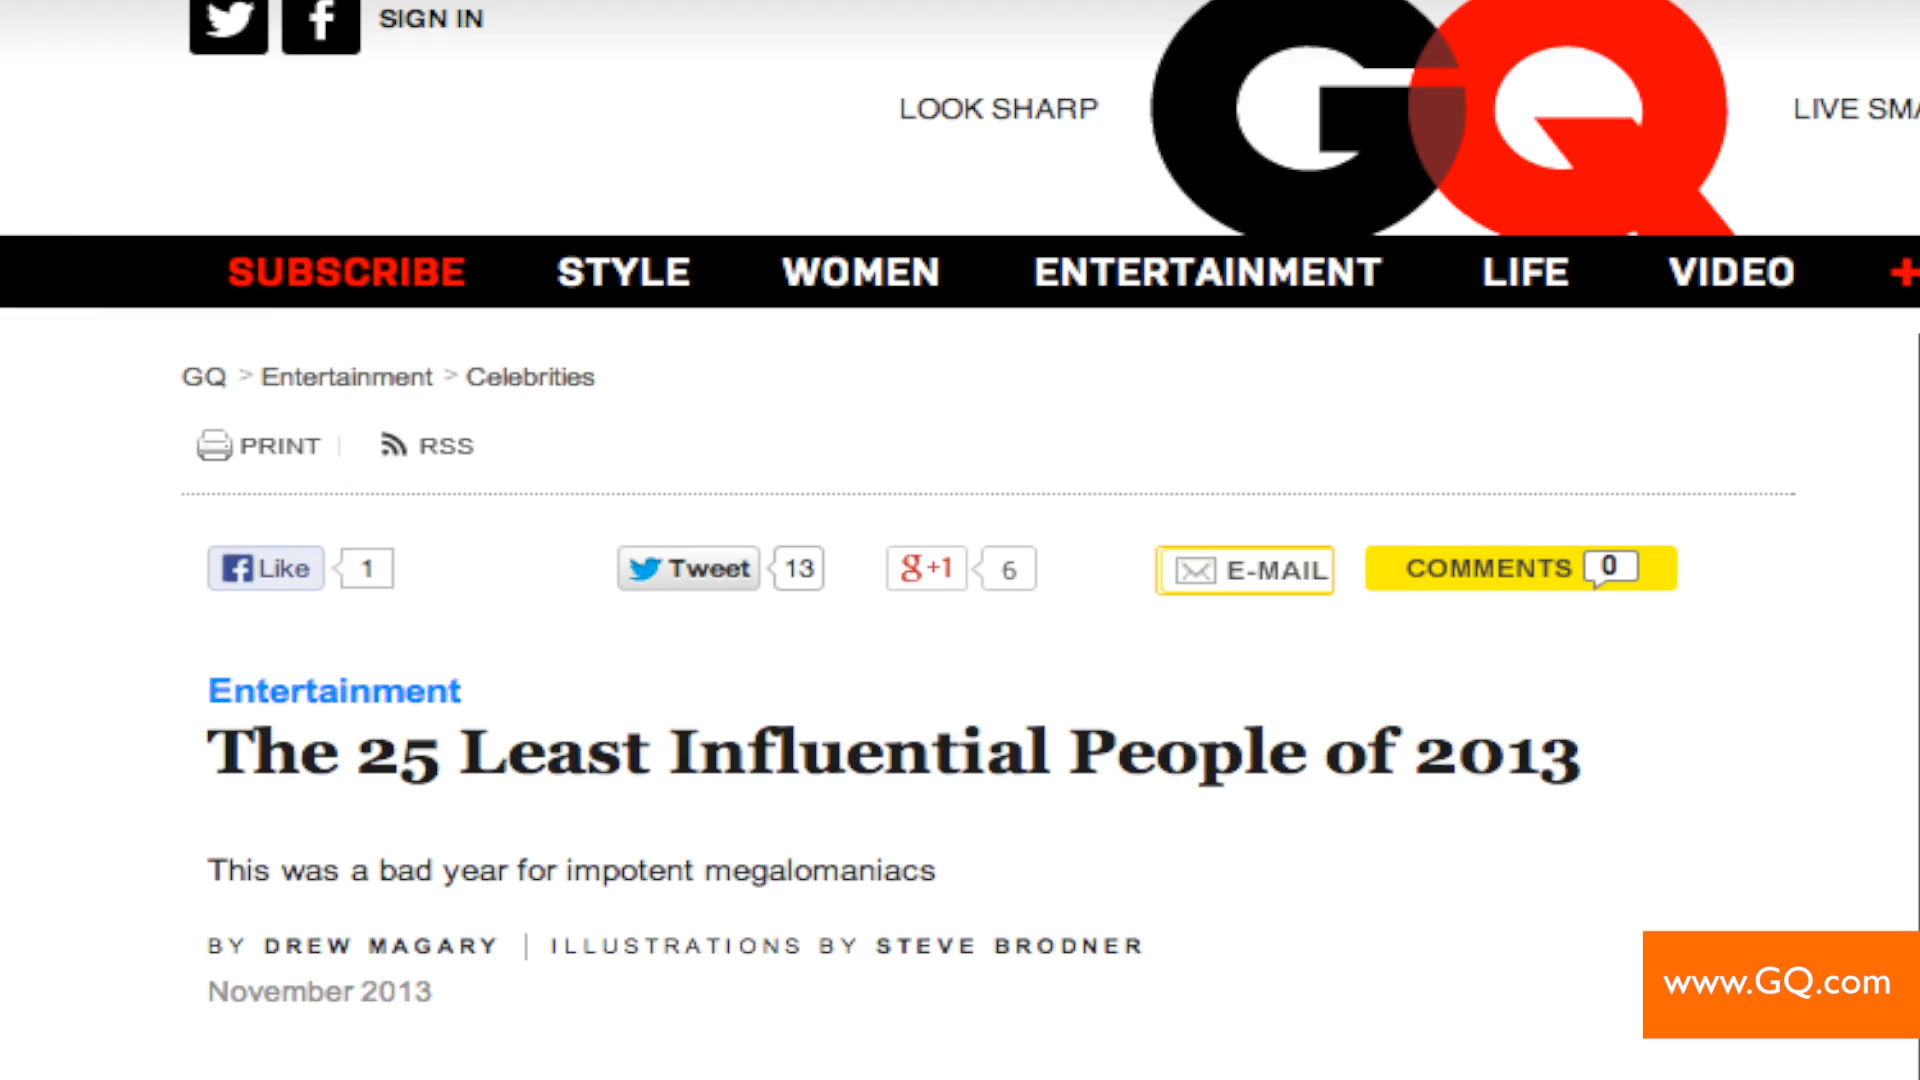 SIGN IN
LOOK SHARP
GQ
LIVE SMA
SUBSCRIBE STYLE WOMEN ENTERTAINMENT LIFE VIDEO +
GQ > Entertainment > Celebrities
PRINT | RSS
Like 1 Tweet 13 g+1 6 E-MAIL COMMENTS 0
Entertainment
The 25 Least Influential People of 2013
This was a bad year for impotent megalomaniacs
BY DREW MAGARY | ILLUSTRATIONS BY STEVE BRODNER
November 2013
www.GQ.com